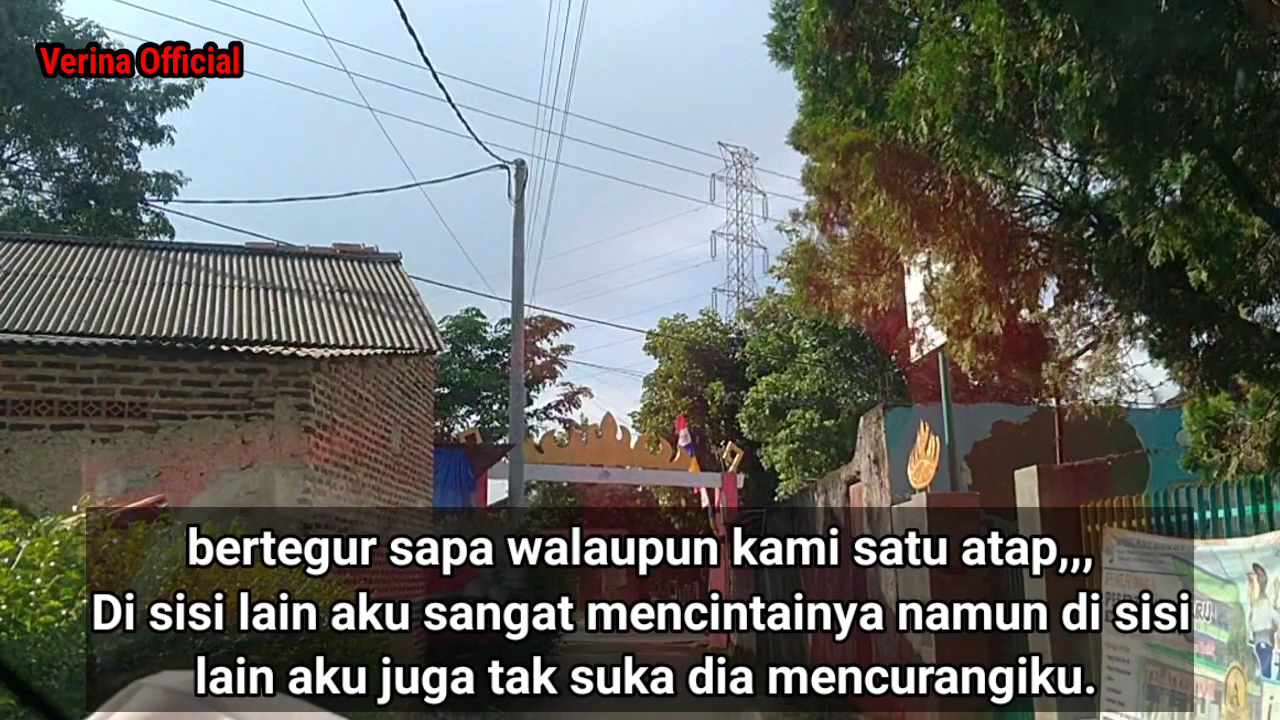 Verina Official
bertegur sapa walaupun kami satu atap,,,
Di sisi lain aku sangat mencintainya namun di sisi
lain aku juga tak suka dia mencurangiku.